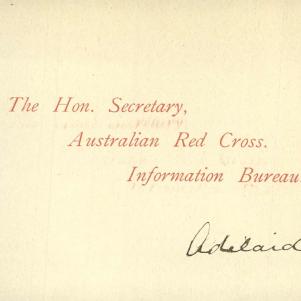 The Hon. Secretary,
Australian Red Cross.
Information Bureau
Adelaid